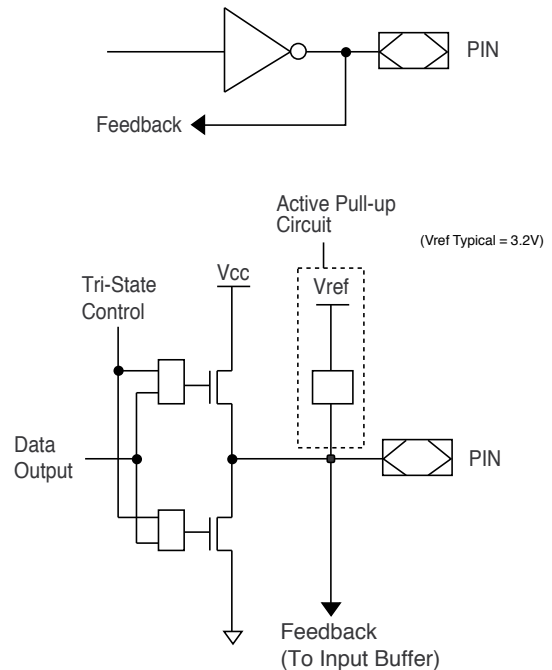 PIN
Feedback
Active Pull-up
Circuit
(Vref Typical = 3.2V)
Vcc
Vref
Tri-State
Control
Data
Output
PIN
Feedback
(To Input Buffer)